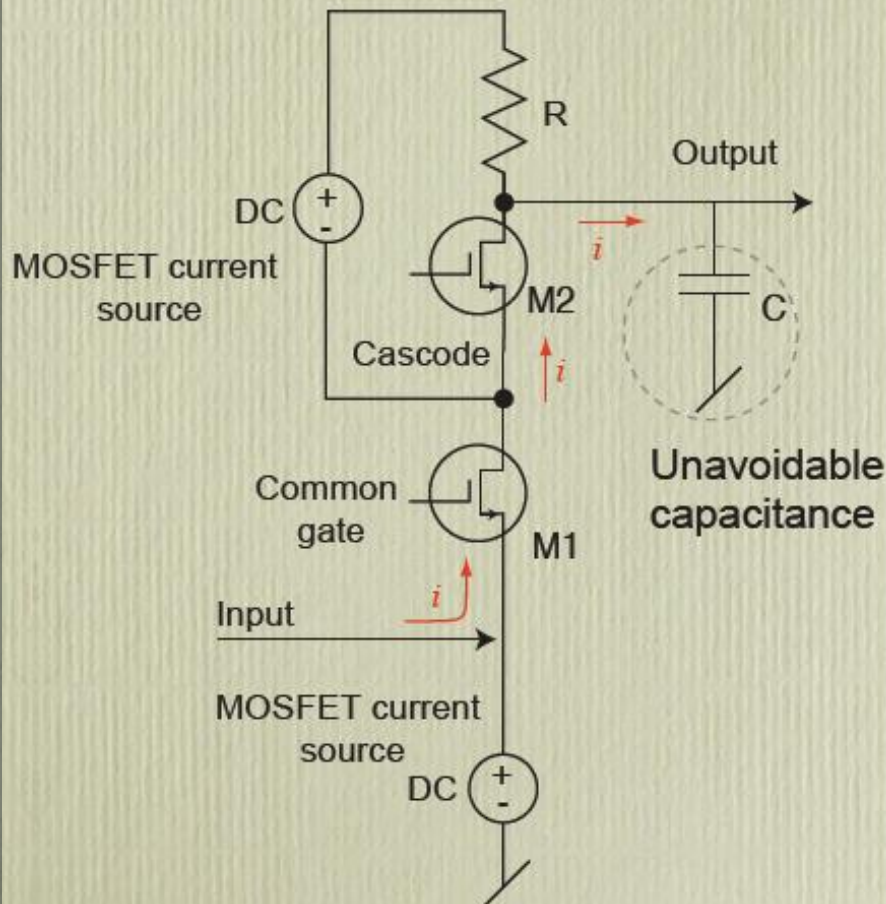 R
Output
DC
+
-
MOSFET current
source
i
M2
C
Cascode
i
Unavoidable
capacitance
Common
gate
M1
i
Input
MOSFET current
source
DC
+
-